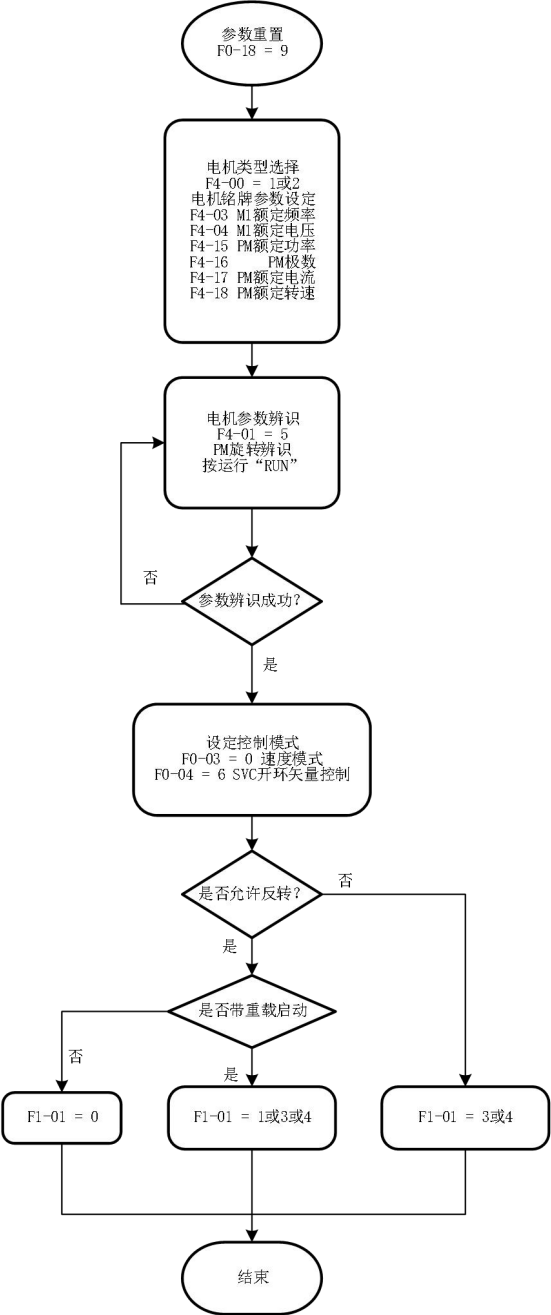 参数重置
F0-18 = 9
电机类型选择
F4-00 = 1或2
电机铭牌参数设定
F4-03 M1额定频率
F4-04 M1额定电压
F4-15 PM额定功率
F4-16 PM极数
F4-17 PM额定电流
F4-18 PM额定转速
电机参数辨识
F4-01 = 5
PM旋转辨识
按运行“RUN”
否
参数辨识成功?
是
设定控制模式
F0-03 = 0 速度模式
F0-04 = 6 SVC开环矢量控制
是否允许反转?
否
是
是否带重载启动
否
是
F1-01 = 0
F1-01 = 1或3或4
F1-01 = 3或4
结束